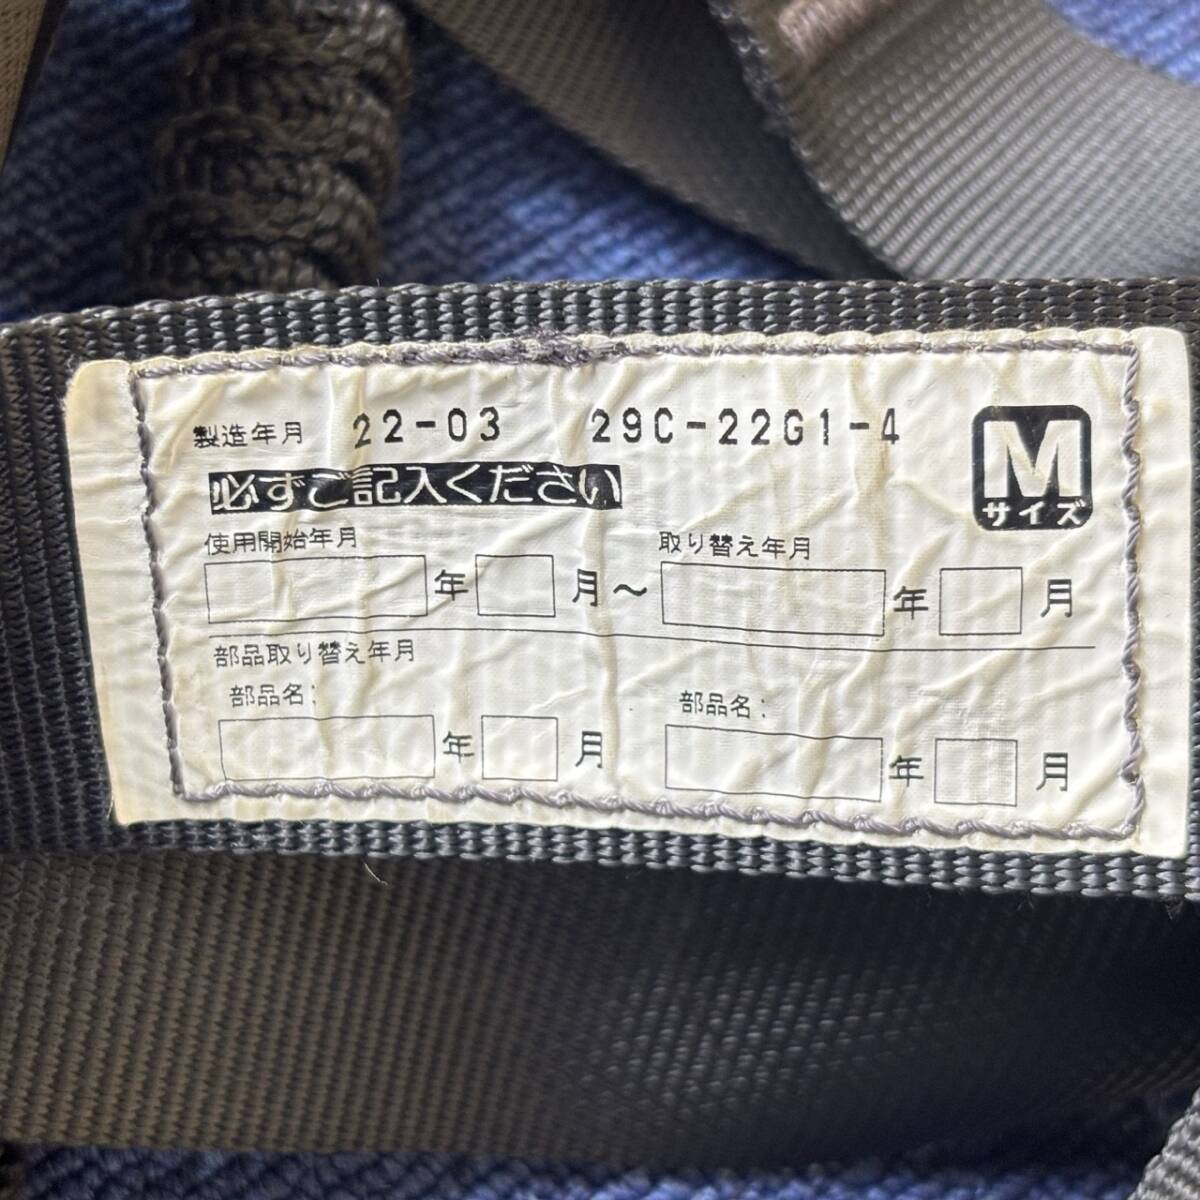 製造年月 22-03 29C-22G1-4
M
サイズ
必ずご記入ください
使用開始年月 取り替え年月
年 月～ 年 月
部品取り替え年月
部品名: 部品名:
年 月 年 月